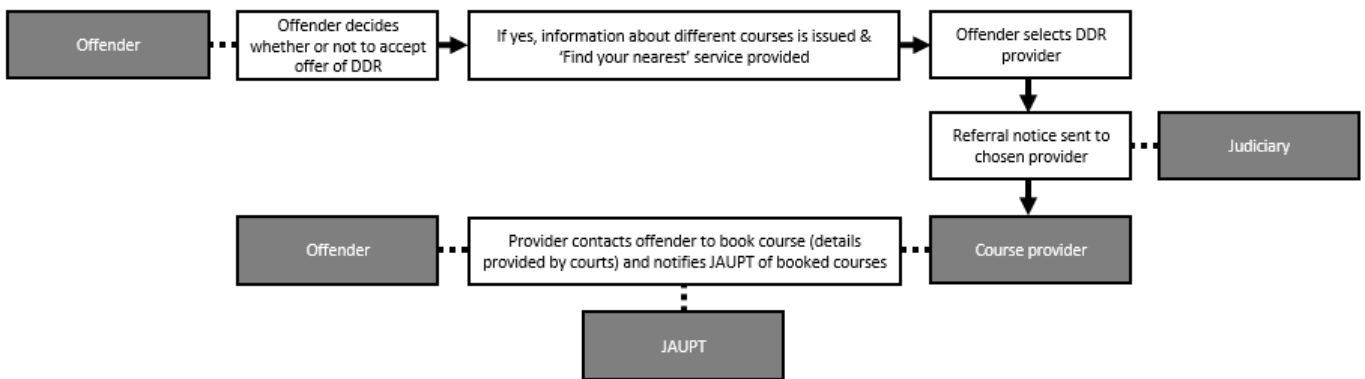 Offender
Offender decides
whether or not to accept
offer of DDR
If yes, information about different courses is issued &
‘Find your nearest’ service provided
Offender selects DDR
provider
Referral notice sent to
chosen provider
Judiciary
Offender
Provider contacts offender to book course (details
provided by courts) and notifies JAUPT of booked courses
Course provider
JAUPT